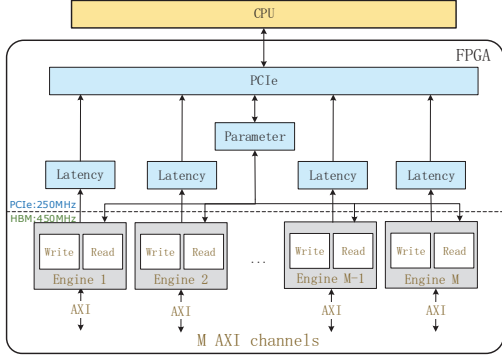 CPU
FPGA
PCIe
Parameter
Latency Latency Latency Latency
PCIe:250MHz
HBM:450MHz
Write Read Write Read Write Read Write Read
Engine 1 Engine 2 ... Engine M-1 Engine M
AXI AXI AXI AXI
M AXI channels